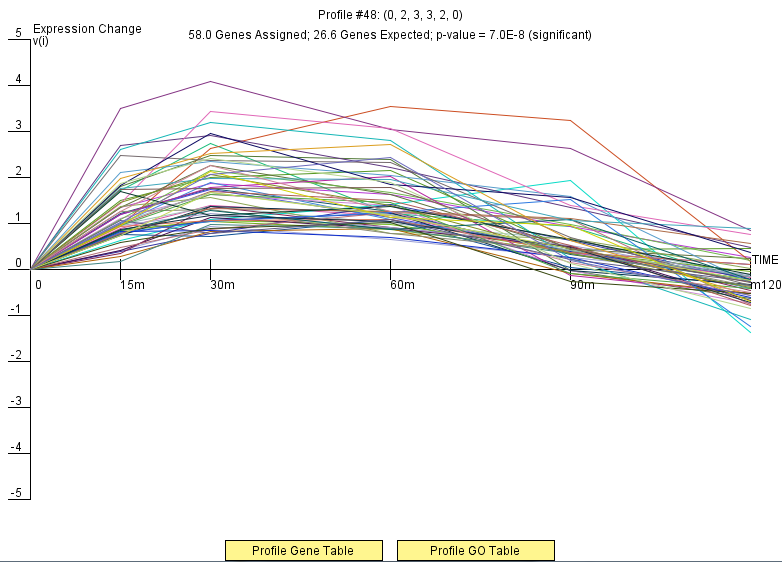 Profile #48: (0, 2, 3, 3, 2, 0)
58.0 Genes Assigned; 26.6 Genes Expected; p-value = 7.0E-8 (significant)
Expression Change
v(i)
5
4
3
2
1
0
-1
-2
-3
-4
-5
0 15m 30m 60m 90m m120
TIME
Profile Gene Table
Profile GO Table